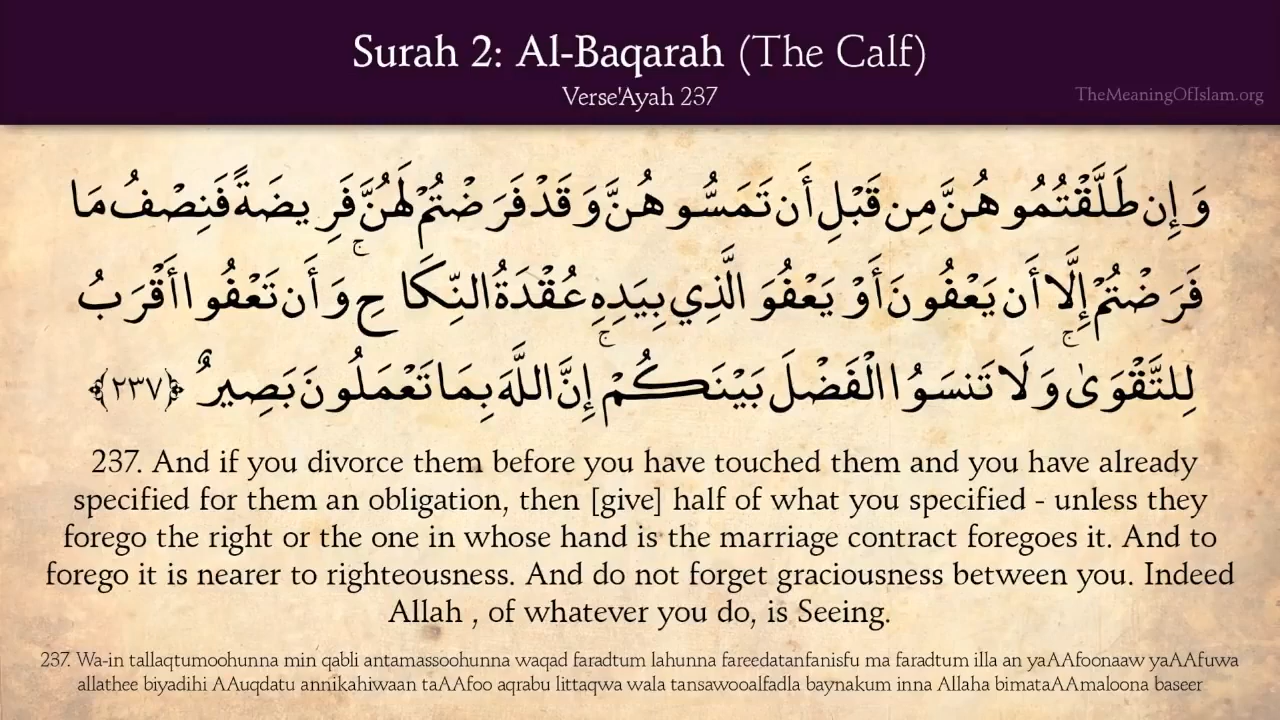 Surah 2: Al-Baqarah (The Calf)
Verse'Ayah 237
TheMeaningOfIslam.org
وَإِن طَلَّقْتُمُوهُنَّ مِن قَبْلِ أَن تَمَسُّوهُنَّ وَقَدْ فَرَضْتُمْ لَهُنَّ فَرِيضَةً فَنِصْفُ مَا
فَرَضْتُمْ إِلَّا أَن يَعْفُونَ أَوْ يَعْفُوَ الَّذِي بِيَدِهِ عُقْدَةُ النِّكَاحِ ۚ وَأَن تَعْفُوا أَقْرَبُ
لِلتَّقْوَىٰ ۚ وَلَا تَنسَوُا الْفَضْلَ بَيْنَكُمْ ۚ إِنَّ اللَّهَ بِمَا تَعْمَلُونَ بَصِيرٌ ﴿٢٣٧﴾
237. And if you divorce them before you have touched them and you have already
specified for them an obligation, then [give] half of what you specified - unless they
forego the right or the one in whose hand is the marriage contract foregoes it. And to
forego it is nearer to righteousness. And do not forget graciousness between you. Indeed
Allah , of whatever you do, is Seeing.
237. Wa-in tallaqtumoohunna min qabli antamassoohunna waqad faradtum lahunna fareedatanfanisfu ma faradtum illa an yaAAfoonaaw yaAAfuwa
allathee biyadihi AAuqdatu annikahiwaan taAAfoo aqrabu littaqwa wala tansawooalfadla baynakum inna Allaha bimataAAmaloona baseer